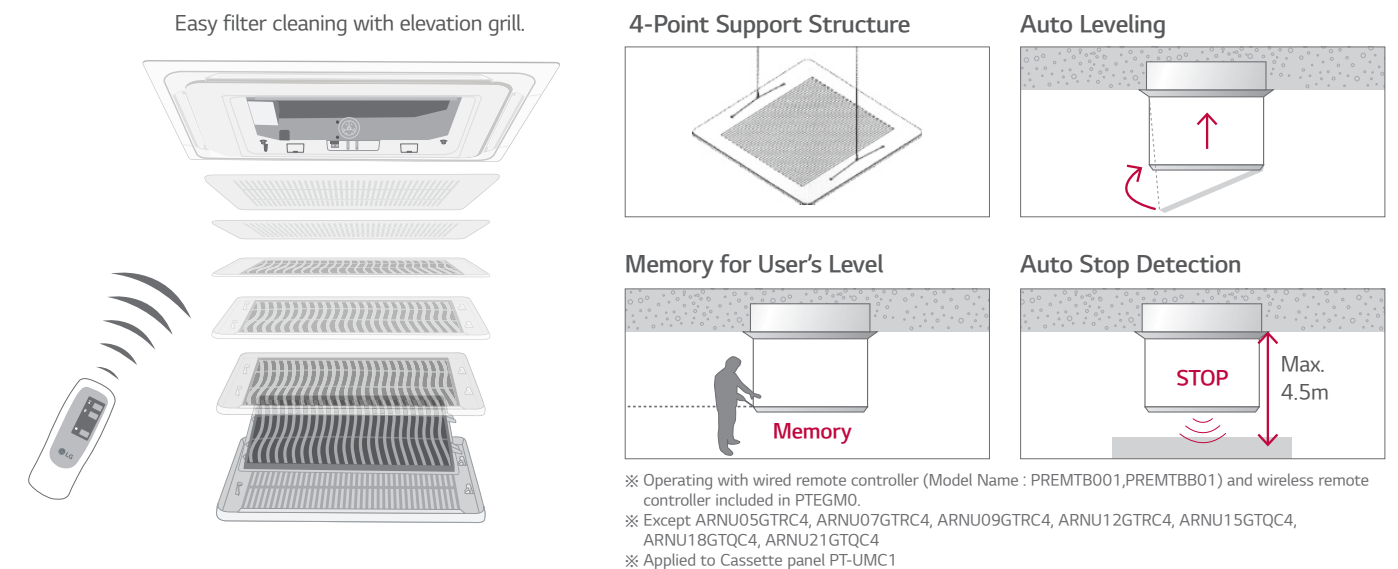 Easy filter cleaning with elevation grill.
LG
4-Point Support Structure
Auto Leveling
Memory for User's Level
Memory
Auto Stop Detection
STOP
Max.
4.5m
※ Operating with wired remote controller (Model Name : PREMTB001,PREMTBB01) and wireless remote
controller included in PTEGM0.
※ Except ARNU05GTRC4, ARNU07GTRC4, ARNU09GTRC4, ARNU12GTRC4, ARNU15GTQC4,
ARNU18GTQC4, ARNU21GTQC4
※ Applied to Cassette panel PT-UMC1